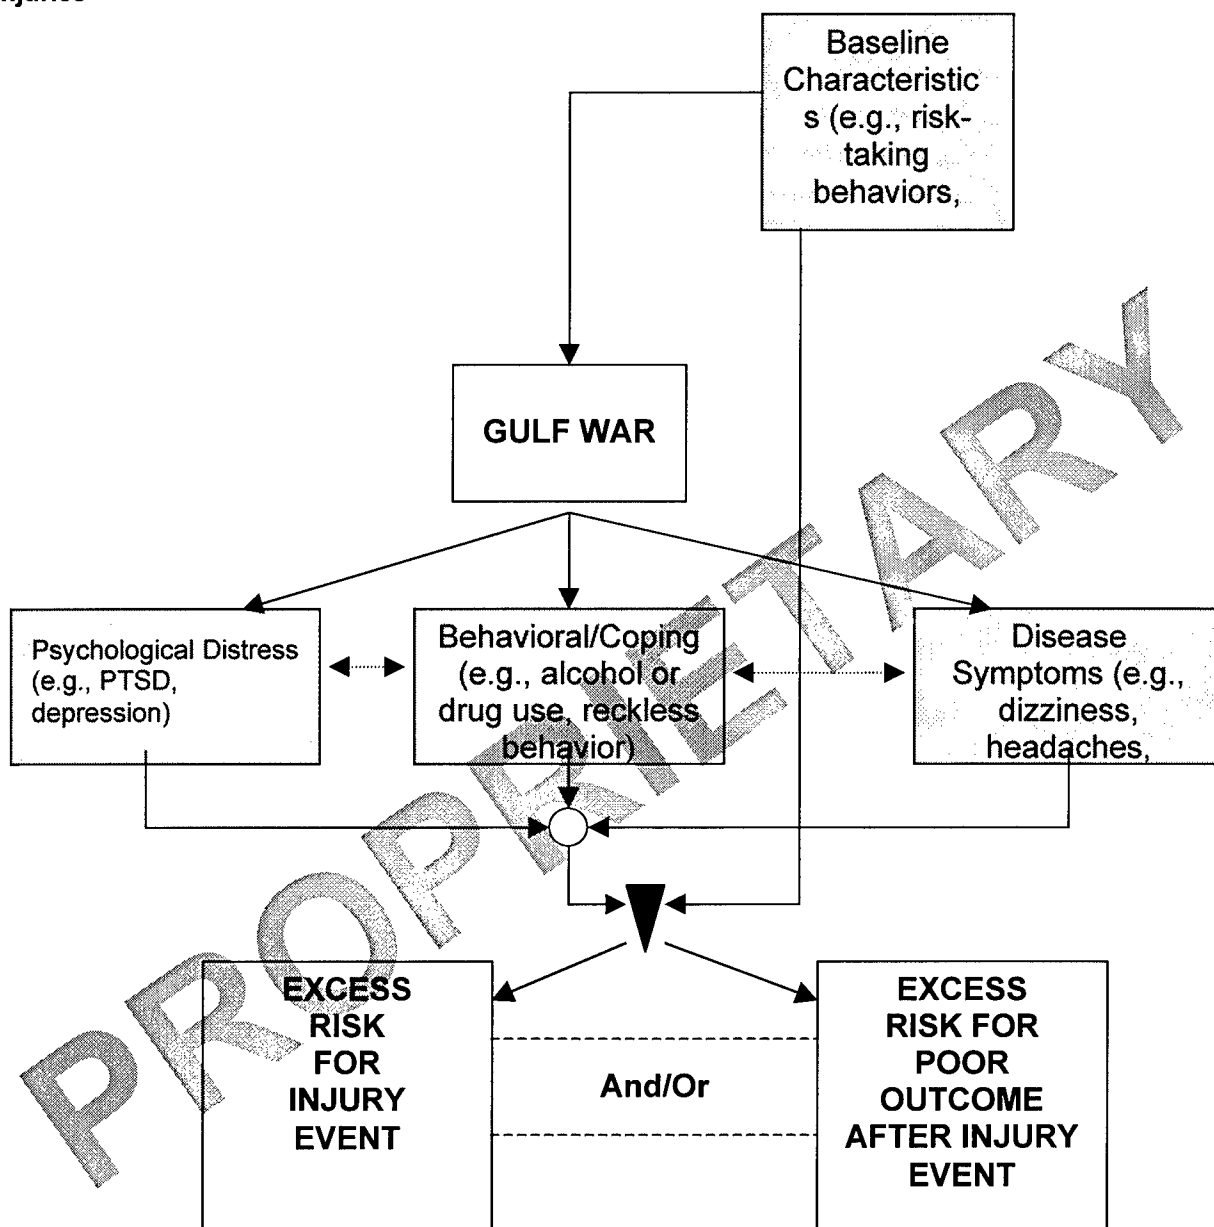 Baseline
Characteristic
s (e.g., risk-
taking
behaviors,
GULF WAR
Psychological Distress
(e.g., PTSD,
depression)
Behavioral/Coping
(e.g., alcohol or
drug use, reckless
behavior)
Disease
Symptoms (e.g.,
dizziness,
headaches,
EXCESS
RISK
FOR
INJURY
EVENT
And/Or
EXCESS
RISK FOR
POOR
OUTCOME
AFTER INJURY
EVENT
PROPRIETARY